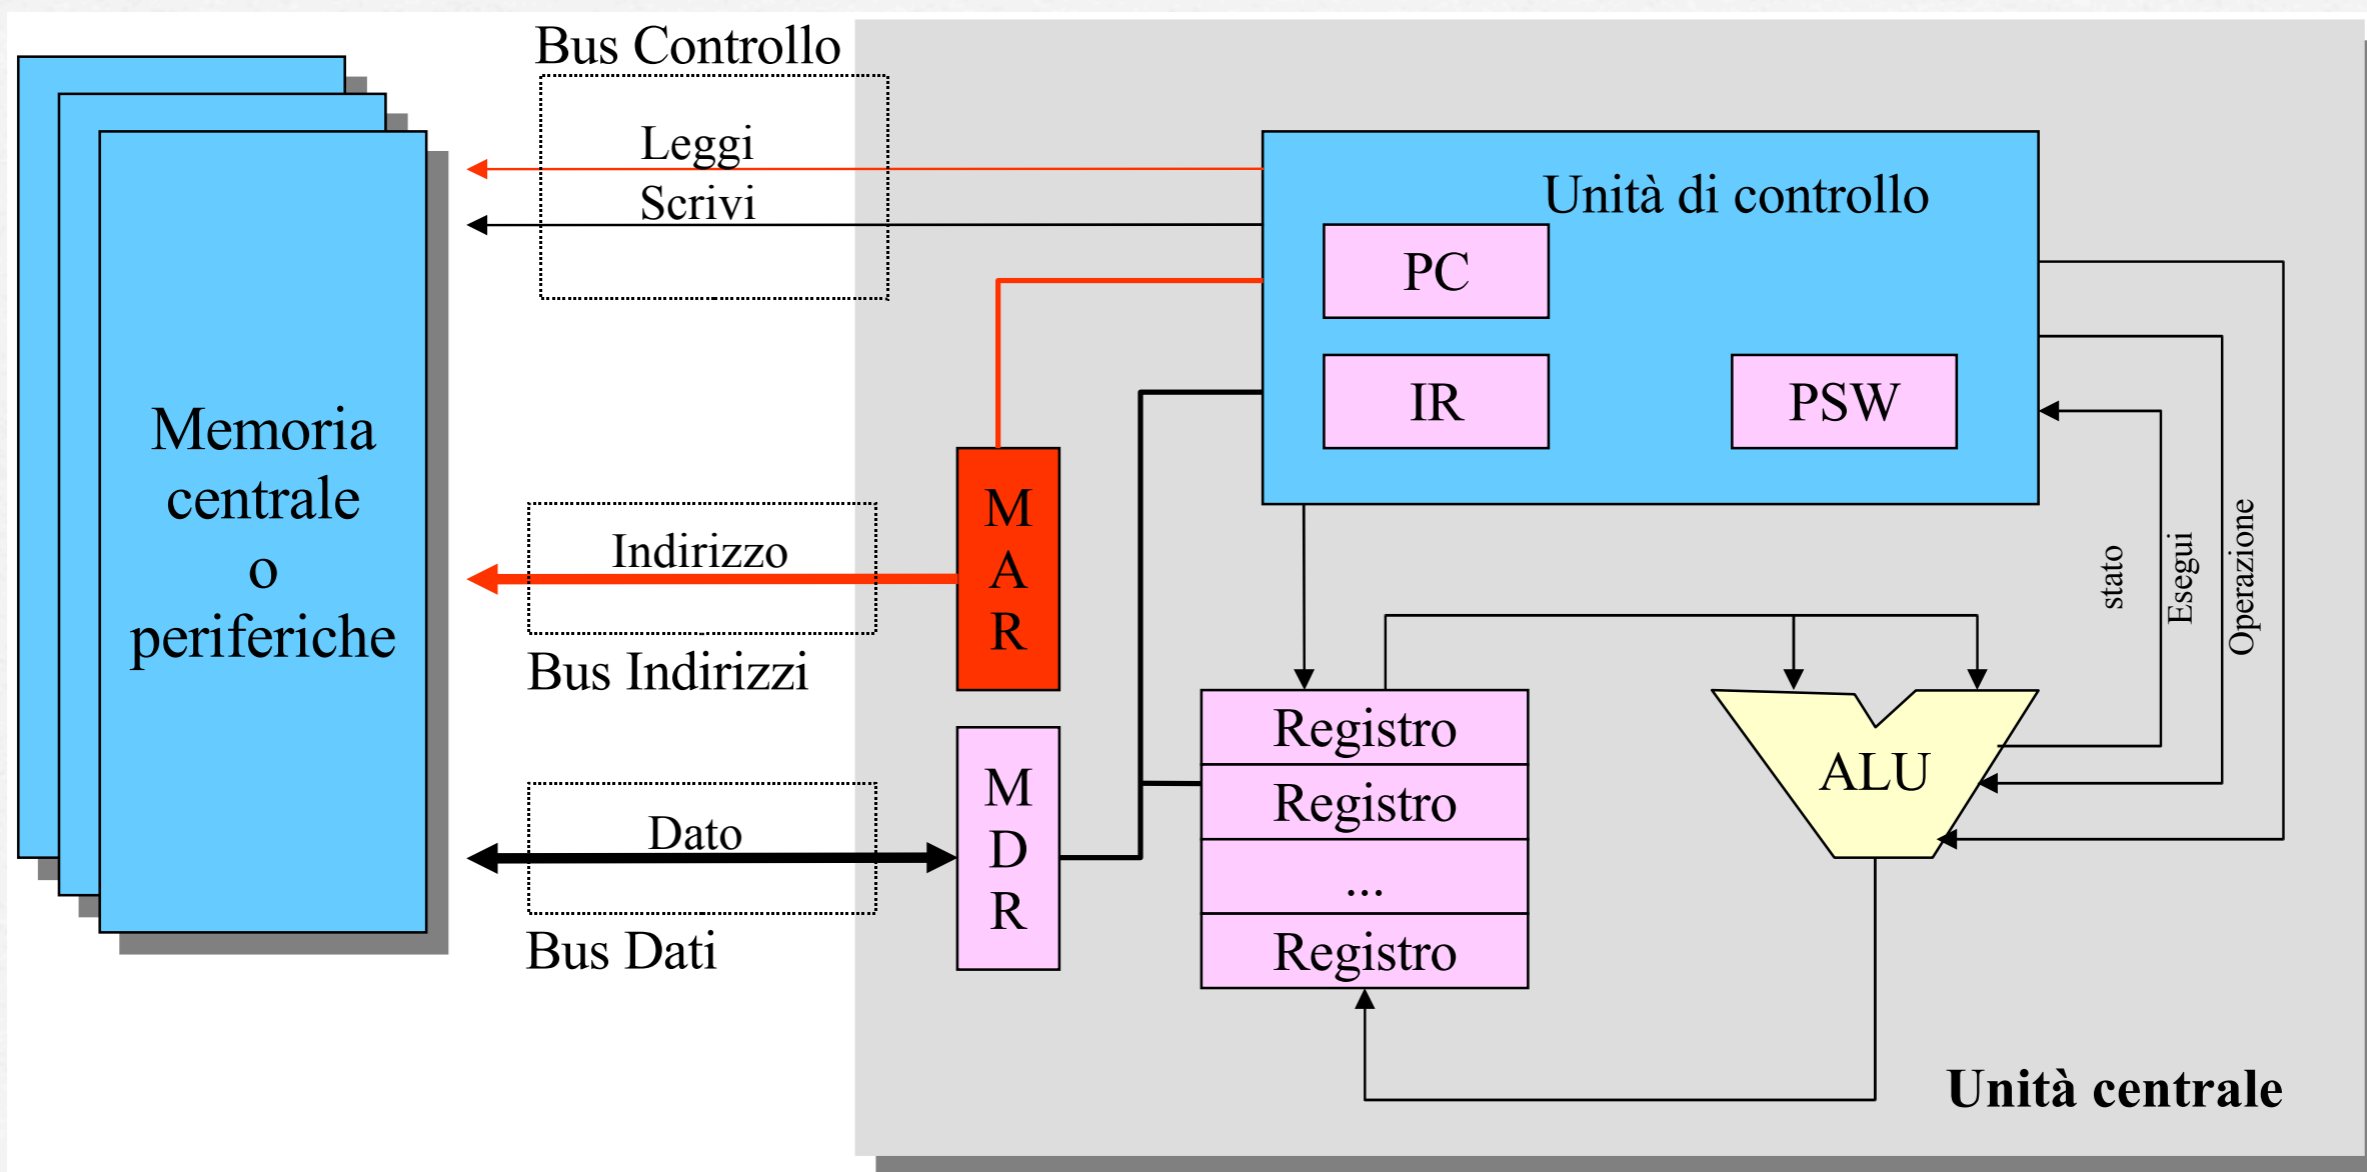 Bus Controllo
Leggi
Scrivi
Unità di controllo
PC
IR
PSW
Memoria
centrale
o
periferiche
Indirizzo
Bus Indirizzi
M
A
R
stato
Esegui
Operazione
Dato
Bus Dati
M
D
R
Registro
Registro
...
Registro
ALU
Unità centrale